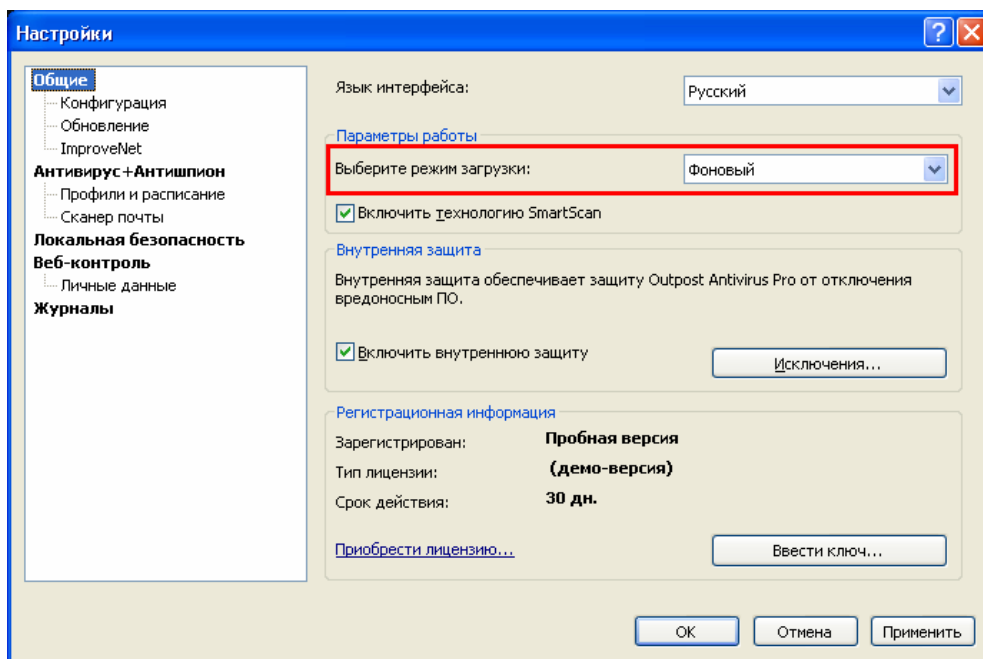 Настройки
Общие
Конфигурация
Обновление
ImproveNet
Антивирус+Антишпион
Профили и расписание
Сканер почты
Локальная безопасность
Веб-контроль
Личные данные
Журналы
Язык интерфейса:
Русский
Параметры работы
Выберите режим загрузки:
Фоновый
Включить технологию SmartScan
Внутренняя защита
Внутренняя защита обеспечивает защиту Outpost Antivirus Pro от отключения
вредоносным ПО.
Включить внутреннюю защиту
Исключения...
Регистрационная информация
Зарегистрирован:
Пробная версия
Тип лицензии:
(демо-версия)
Срок действия:
30 дн.
Приобрести лицензию...
Ввести ключ...
ОК
Отмена
Применить